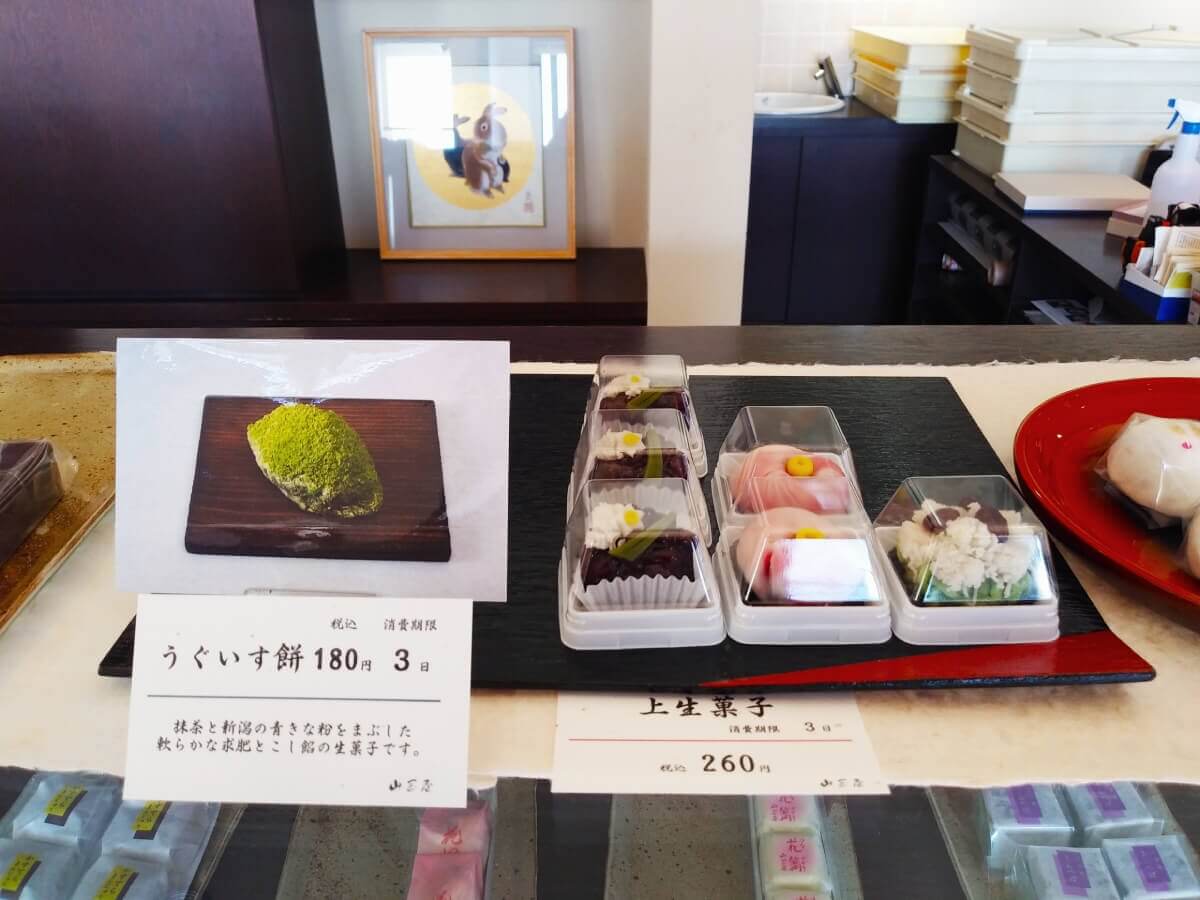 税込 消費期限
うぐいす餅 180円 3日
抹茶と新潟の青きな粉をまぶした
軟らかな求肥とこし餡の生菓子です。
上生菓子
消費期限 3日
税込 260円